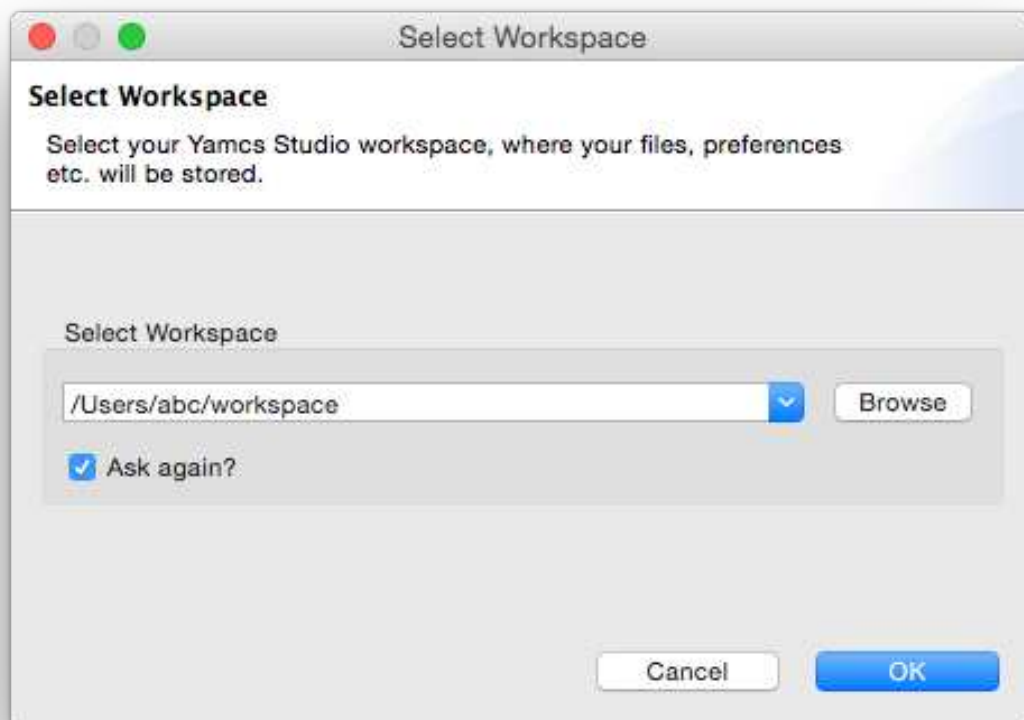 Select Workspace
Select Workspace
Select your Yamcs Studio workspace, where your files, preferences
etc. will be stored.
Select Workspace
/Users/abc/workspace
Browse
Ask again?
Cancel
OK